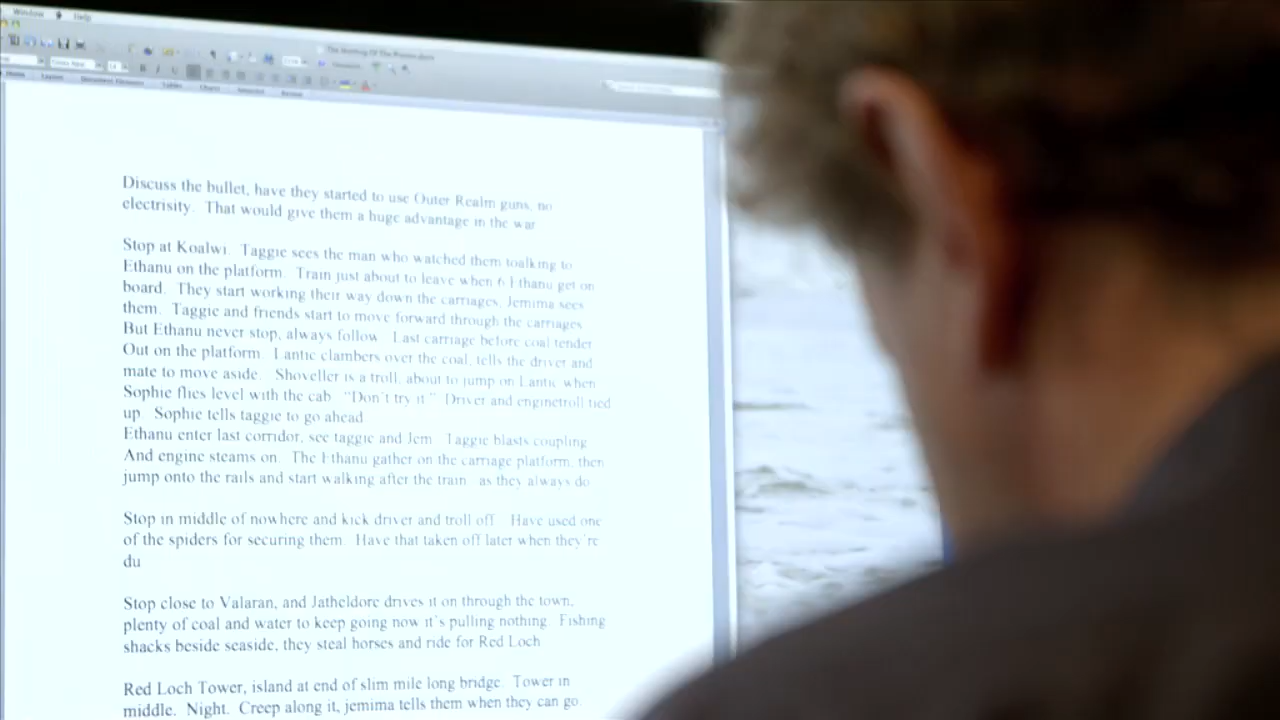 Window Help
The Hunting Of The
Discuss the bullet, have they started to use Outer Realm guns, no
electricity. That would give them a huge advantage in the war
Stop at Koalwi. Taggie sees the man who watched them toalking to
Ethanu on the platform. Train just about to leave when 6 Ethanu get on
board. They start working their way down the carriages, Jemima sees
them. Taggie and friends start to move forward through the carriages
But Ethanu never stop, always follow. Last carriage before coal tender
Out on the platform. Lantic clambers over the coal, tells the driver and
mate to move aside. Shoveller is a troll, about to jump on Lantic when
Sophie flies level with the cab. "Don't try it." Driver and enginetroll tied
up. Sophie tells taggie to go ahead
Ethanu enter last corridor, see taggie and Jem. Taggie blasts coupling
And engine steams on. The Ethanu gather on the carriage platform, then
jump onto the rails and start walking after the train as they always do
Stop in middle of nowhere and kick driver and troll off. Have used one
of the spiders for securing them. Have that taken off later when they're
du
Stop close to Valaran, and Jatheldore drives it on through the town,
plenty of coal and water to keep going now it's pulling nothing. Fishing
shacks beside seaside, they steal horses and ride for Red Loch
Red Loch Tower, island at end of slim mile long bridge. Tower in
middle. Night. Creep along it, jemima tells them when they can go.